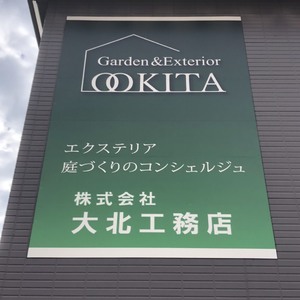 Garden&Exterior
OOKITA
エクステリア
庭づくりのコンシェルジュ
株式会社
大北工務店